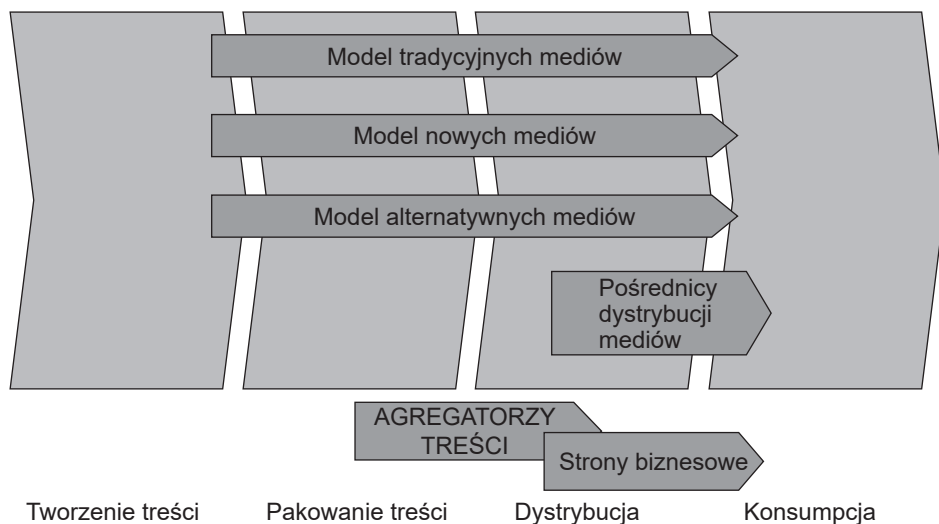 Model tradycyjnych mediów
Model nowych mediów
Model alternatywnych mediów
Pośrednicy
dystrybucji
mediów
AGREGATORZY
TREŚCI
Strony biznesowe
Tworzenie treści
Pakowanie treści
Dystrybucja
Konsumpcja